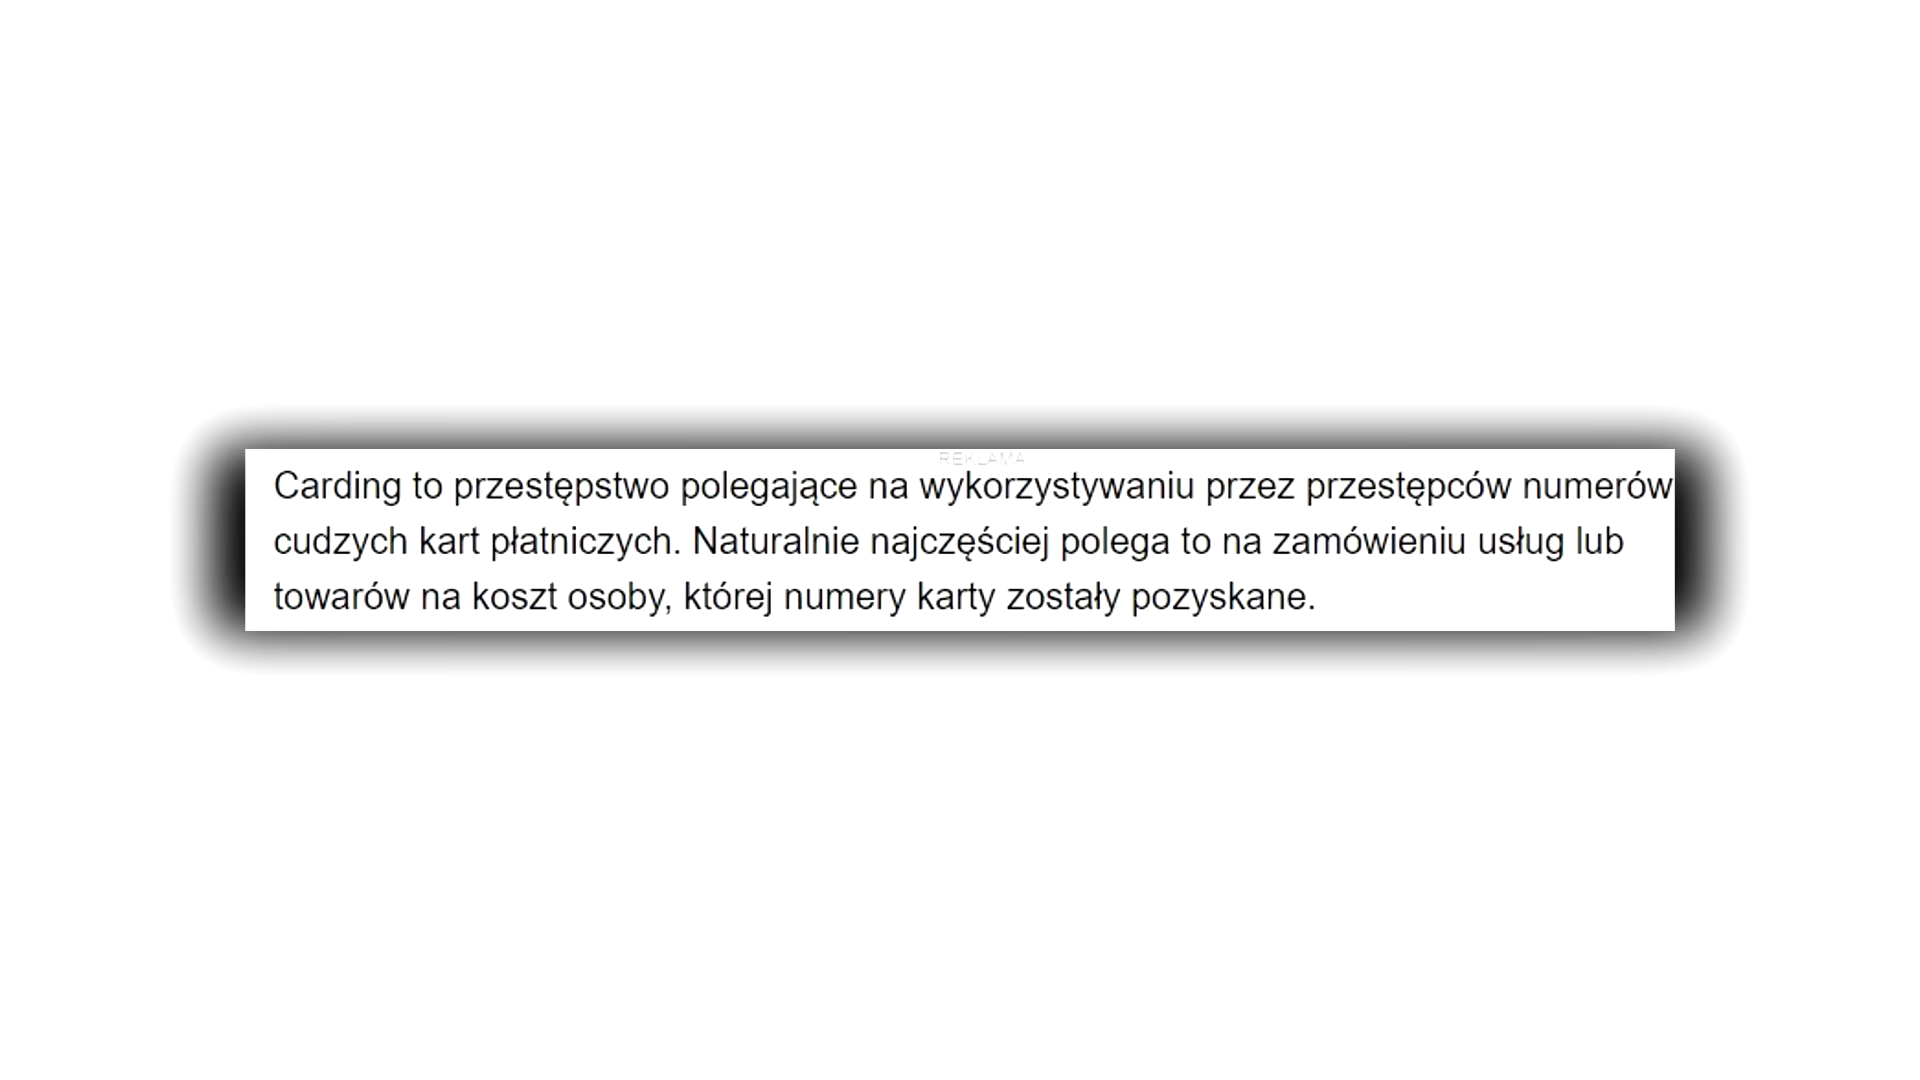 REKLAMA
Carding to przestępstwo polegające na wykorzystywaniu przez przestępców numerów
cudzych kart płatniczych. Naturalnie najczęściej polega to na zamówieniu usług lub
towarów na koszt osoby, której numery karty zostały pozyskane.